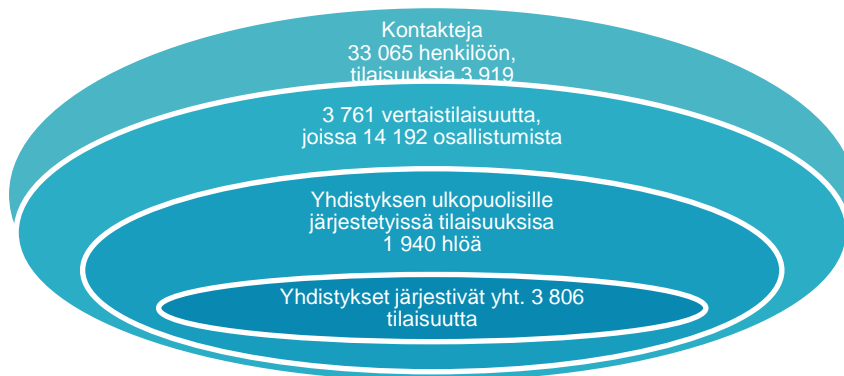 Kontakteja
33 065 henkilöön,
tilaisuuksia 3 919
3 761 vertaistilaisuutta,
joissa 14 192 osallistumista
Yhdistyksen ulkopuolisille
järjestetyissä tilaisuuksisa
1 940 hlöä
Yhdistykset järjestivät yht. 3 806
tilaisuutta